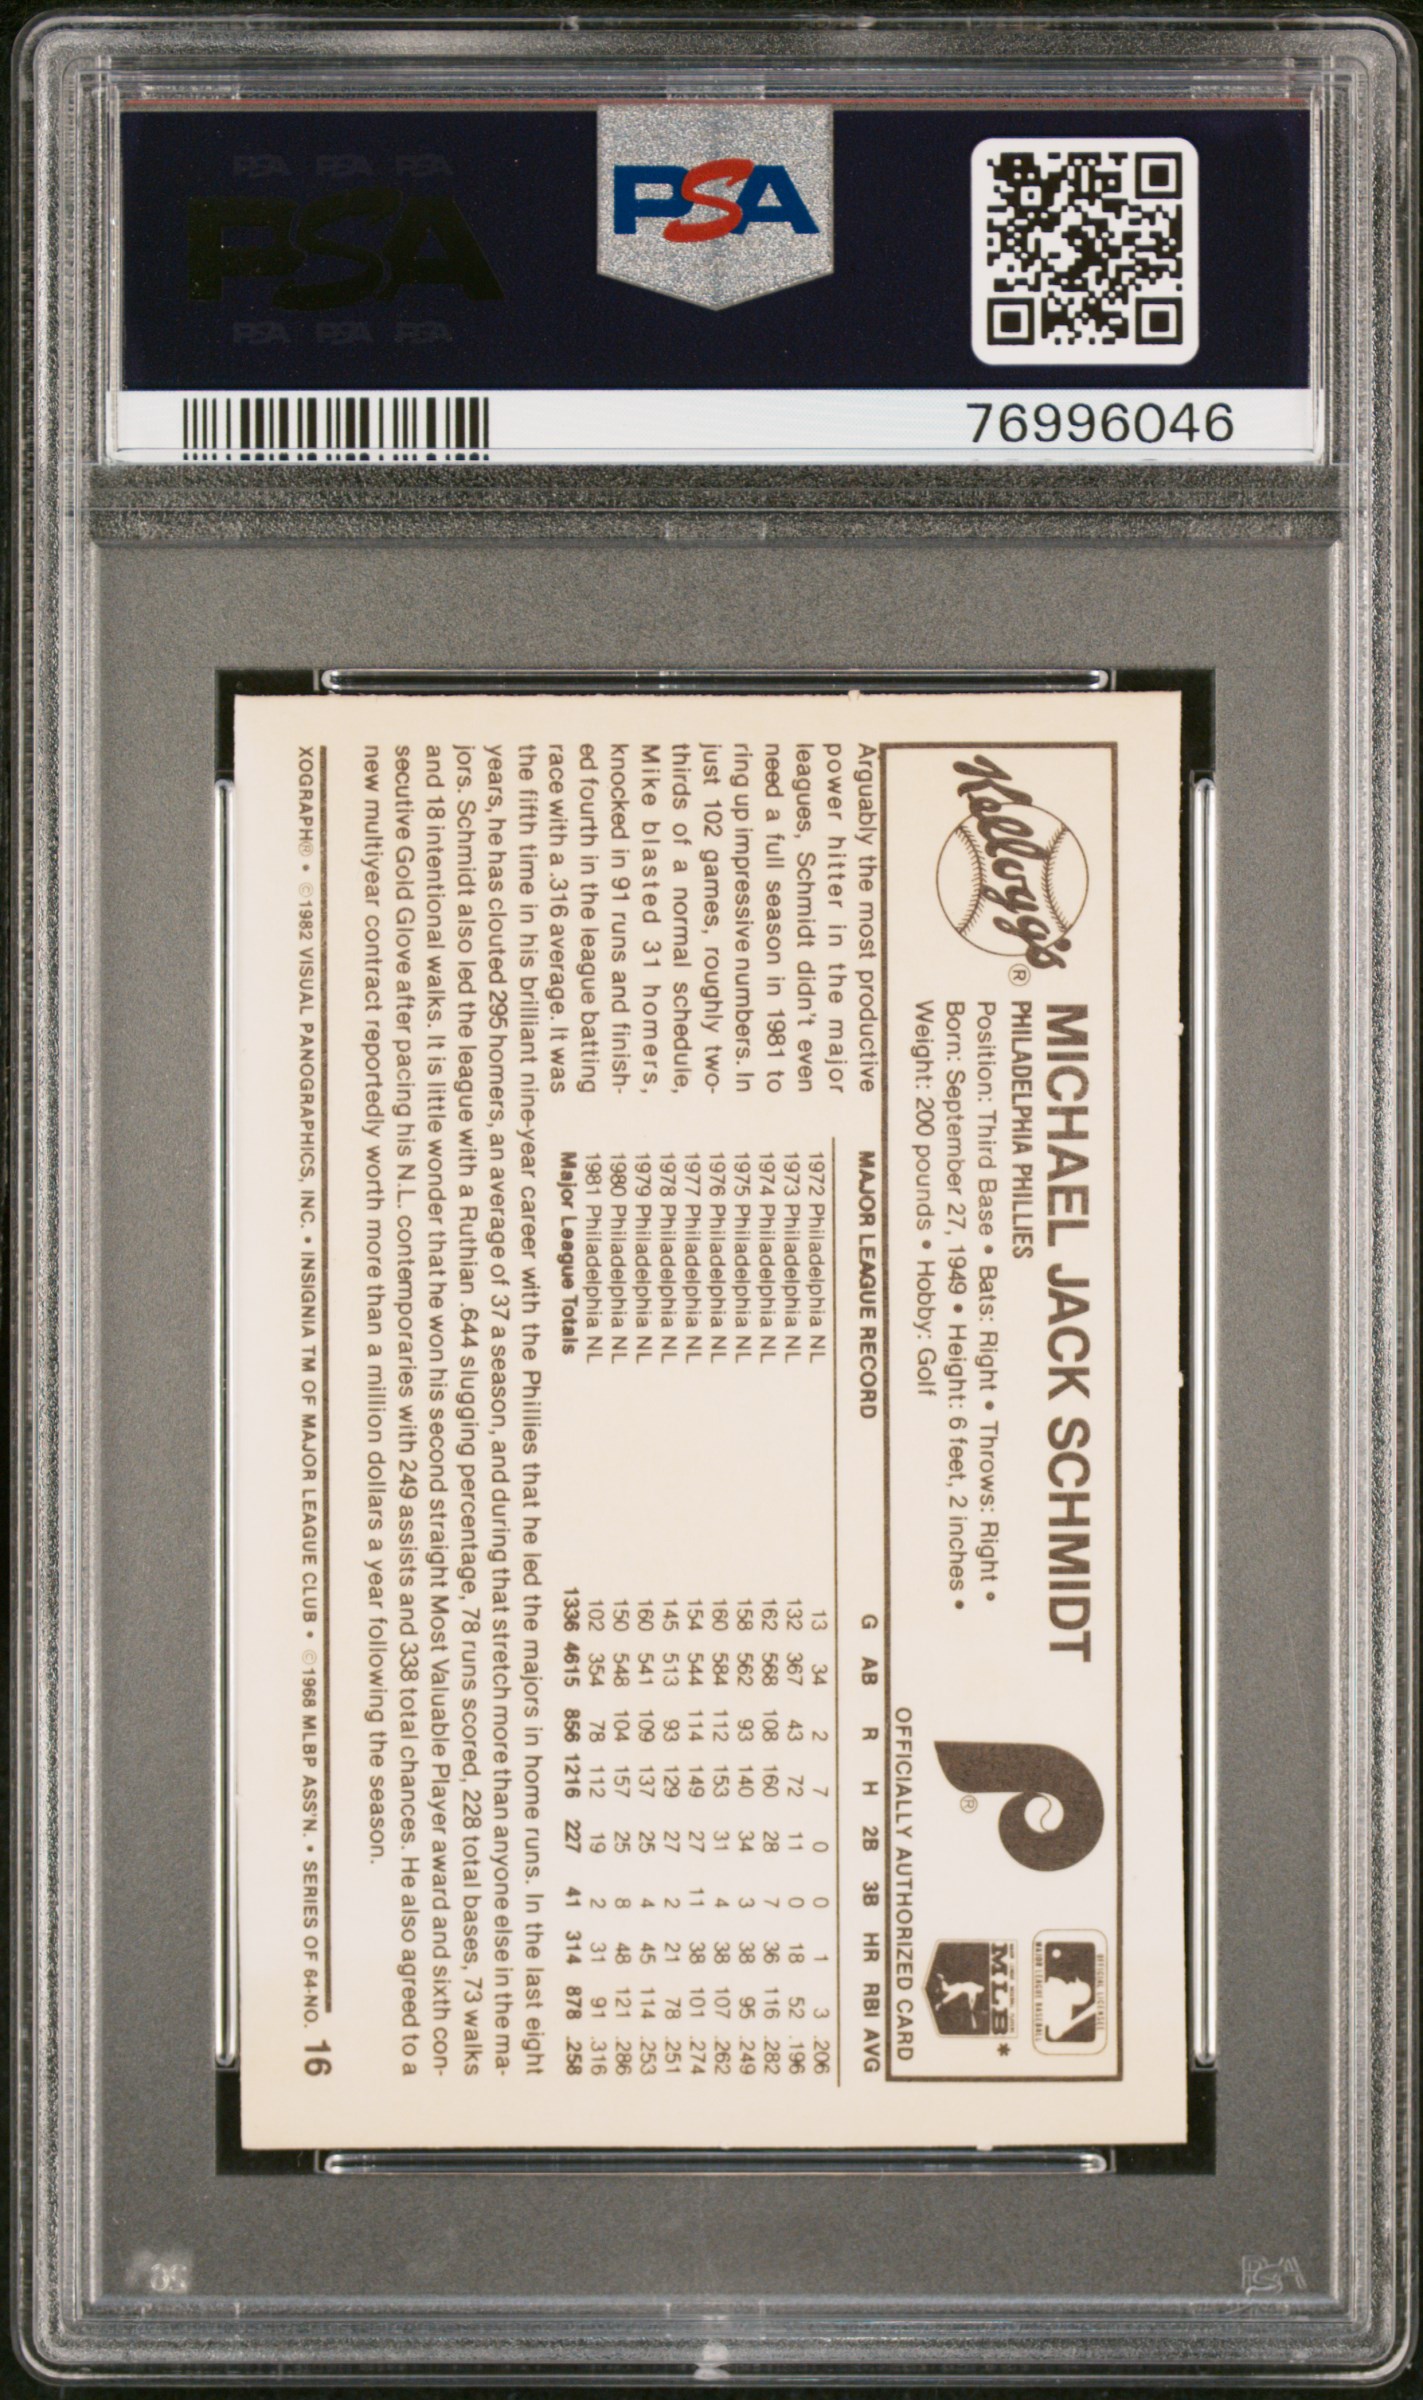 PSA PSA PSA
PSA
PSA PSA PSA
PSA
76996046
Kellogg's®
MICHAEL JACK SCHMIDT
PHILADELPHIA PHILLIES
Position: Third Base • Bats: Right • Throws: Right •
Born: September 27, 1949 • Height: 6 feet, 2 inches •
Weight: 200 pounds • Hobby: Golf
P®
OFFICIAL LICENSEE
MAJOR LEAGUE BASEBALL
MLB*
OFFICIALLY AUTHORIZED CARD
Arguably the most productive
power hitter in the major
leagues, Schmidt didn't even
need a full season in 1981 to
ring up impressive numbers. In
just 102 games, roughly two-
thirds of a normal schedule,
Mike blasted 31 homers,
knocked in 91 runs and finish-
ed fourth in the league batting
race with a .316 average. It was
MAJOR LEAGUE RECORD G AB R H 2B 3B HR RBI AVG
1972 Philadelphia NL 13 34 2 7 0 0 1 3 .206
1973 Philadelphia NL 132 367 43 72 11 0 18 52 .196
1974 Philadelphia NL 162 568 108 160 28 7 36 116 .282
1975 Philadelphia NL 158 562 93 140 34 3 38 95 .249
1976 Philadelphia NL 160 584 112 153 31 4 38 107 .262
1977 Philadelphia NL 154 544 114 149 27 11 38 101 .274
1978 Philadelphia NL 145 513 93 129 27 2 21 78 .251
1979 Philadelphia NL 160 541 109 137 25 4 45 114 .253
1980 Philadelphia NL 150 548 104 157 25 8 48 121 .286
1981 Philadelphia NL 102 354 78 112 19 2 31 91 .316
Major League Totals 1336 4615 856 1216 227 41 314 878 .258
the fifth time in his brilliant nine-year career with the Phillies that he led the majors in home runs. In the last eight
years, he has clouted 295 homers, an average of 37 a season, and during that stretch more than anyone else in the ma-
jors. Schmidt also led the league with a Ruthian .644 slugging percentage, 78 runs scored, 228 total bases, 73 walks
and 18 intentional walks. It is little wonder that he won his second straight Most Valuable Player award and sixth con-
secutive Gold Glove after pacing his N.L. contemporaries with 249 assists and 338 total chances. He also agreed to a
new multiyear contract reportedly worth more than a million dollars a year following the season.
XOGRAPH® • ©1982 VISUAL PANOGRAPHICS, INC. • INSIGNIA TM OF MAJOR LEAGUE CLUB • ©1968 MLBP ASS'N. • SERIES OF 64-NO. 16
PSA